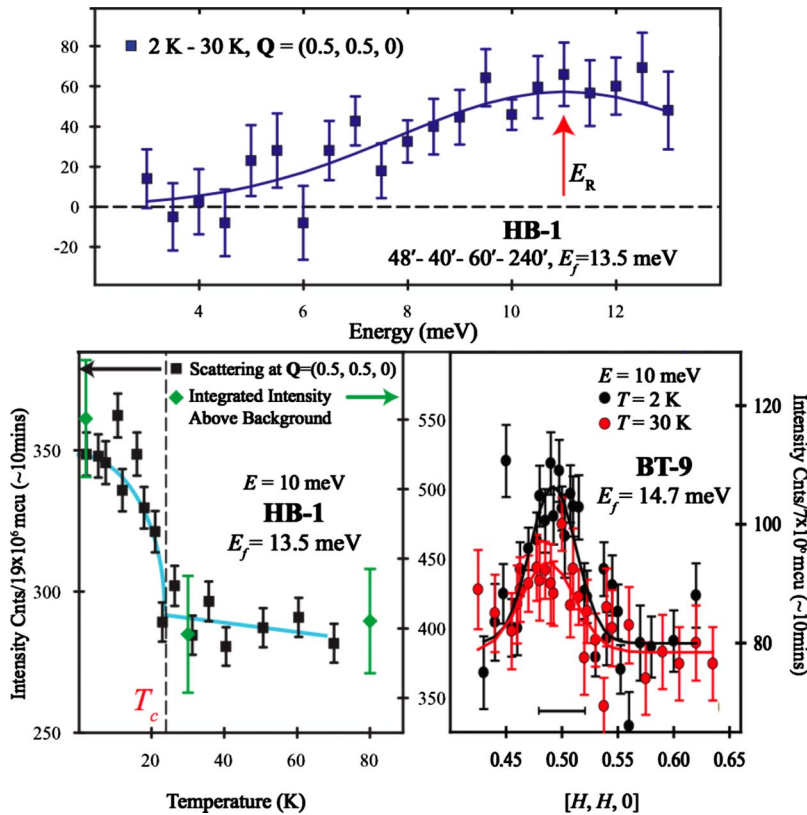 80
60
40
20
0
-20
2 K - 30 K, Q = (0.5, 0.5, 0)
E_R
HB-1
48′- 40′- 60′- 240′, E_f=13.5 meV
4 6 8 10 12
Energy (meV)
Intensity Cnts/19×10⁶ mcu (~10mins)
350
300
250
Scattering at Q=(0.5, 0.5, 0)
Integrated Intensity
Above Background
E = 10 meV
HB-1
E_f = 13.5 meV
T_c
20 40 60 80
Temperature (K)
550
500
450
400
350
E = 10 meV
T = 2 K
T = 30 K
BT-9
E_f = 14.7 meV
120
100
80
Intensity Cnts/7×10⁶ mcu (~10mins)
0.45 0.50 0.55 0.60 0.65
[H, H, 0]